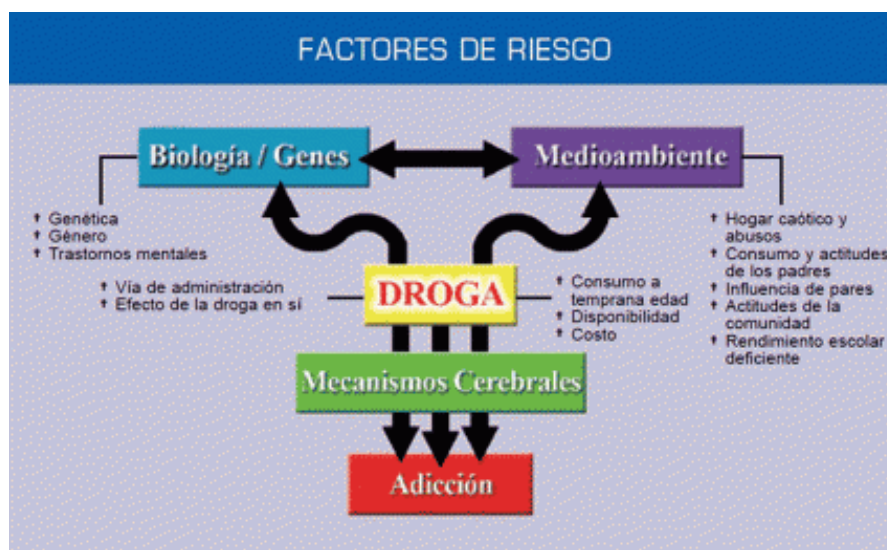 FACTORES DE RIESGO
Biología / Genes
Medioambiente
† Genética
† Género
† Trastornos mentales
† Hogar caótico y
abusos
† Consumo y actitudes
de los padres
† Influencia de pares
† Actitudes de la
comunidad
† Rendimiento escolar
deficiente
† Vía de administración
† Efecto de la droga en sí
DROGA
† Consumo a
temprana edad
† Disponibilidad
† Costo
Mecanismos Cerebrales
Adicción